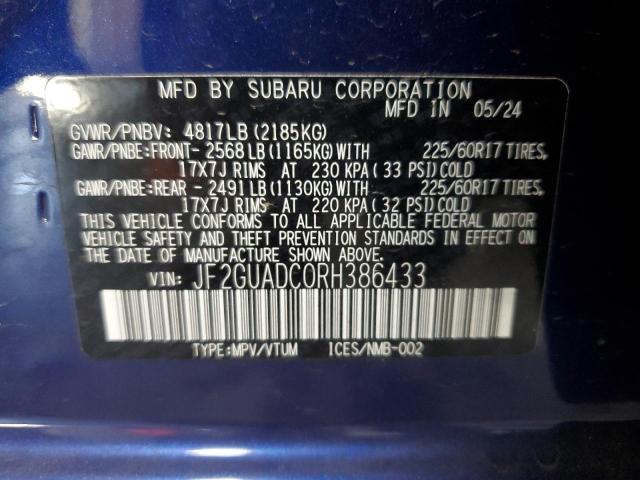 MFD BY SUBARU CORPORATION
MFD IN 05/24
GVWR/PNBV: 4817LB (2185KG)
GAWR/PNBE:FRONT- 2568LB (1165KG) WITH 225/60R17 TIRES,
17X7J RIMS AT 230 KPA (33 PSI) COLD
GAWR/PNBE:REAR - 2491LB (1130KG) WITH 225/60R17 TIRES,
17X7J RIMS AT 220 KPA (32 PSI) COLD
THIS VEHICLE CONFORMS TO ALL APPLICABLE FEDERAL MOTOR
VEHICLE SAFETY AND THEFT PREVENTION STANDARDS IN EFFECT ON
THE DATE OF MANUFACTURE SHOWN ABOVE.
VIN: JF2GUADC0RH386433
TYPE:MPV/VTUM ICES/NMB-002